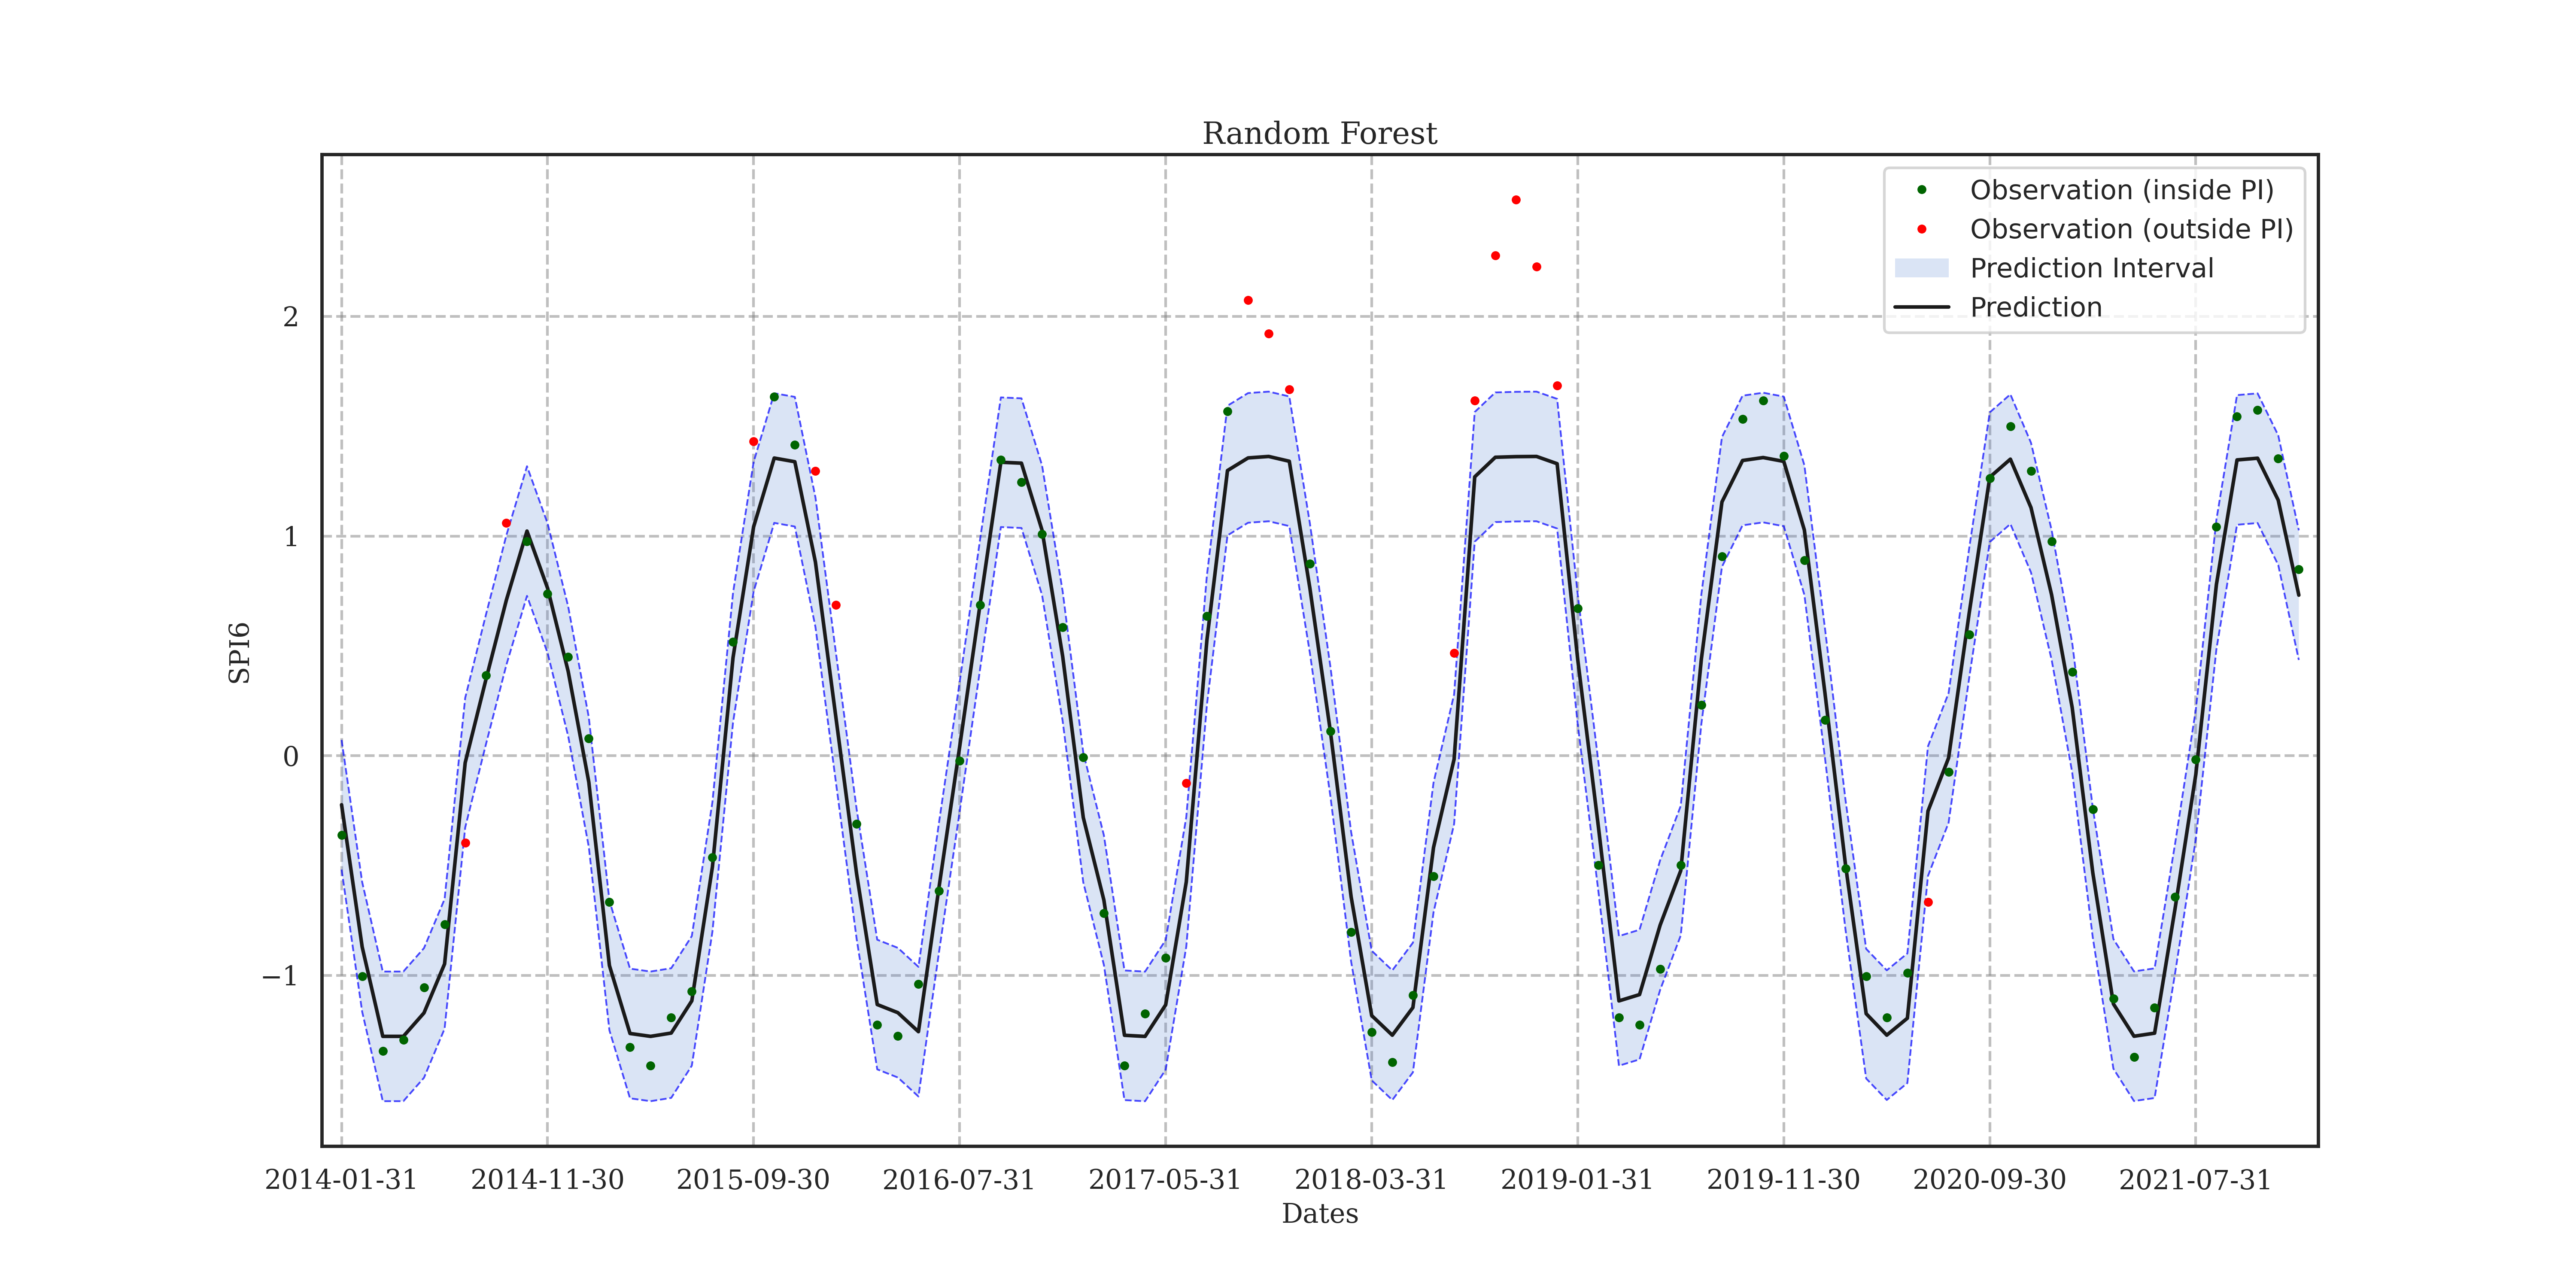 Random Forest
Observation (inside PI)
Observation (outside PI)
Prediction Interval
Prediction
2
1
0
−1
SPI6
2014-01-31 2014-11-30 2015-09-30 2016-07-31 2017-05-31 2018-03-31 2019-01-31 2019-11-30 2020-09-30 2021-07-31
Dates